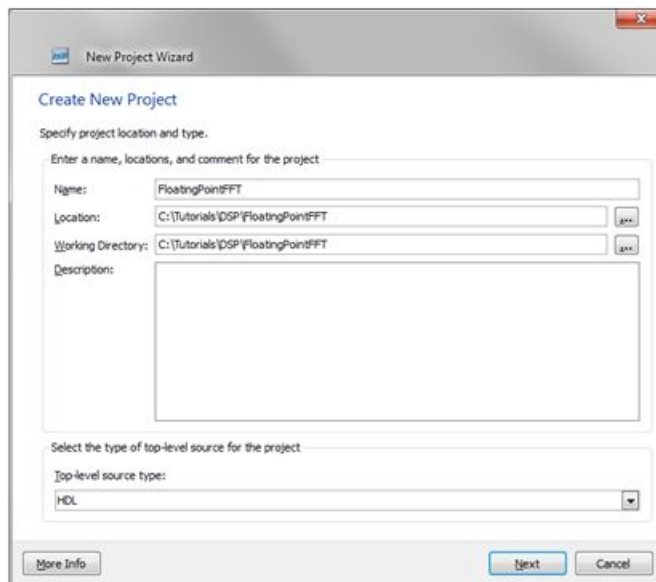 New Project Wizard
Create New Project
Specify project location and type.
Enter a name, locations, and comment for the project
Name: FloatingPointFFT
Location: C:\Tutorials\DSP\FloatingPointFFT ...
Working Directory: C:\Tutorials\DSP\FloatingPointFFT ...
Description:
Select the type of top-level source for the project
Top-level source type:
HDL
More Info Next Cancel